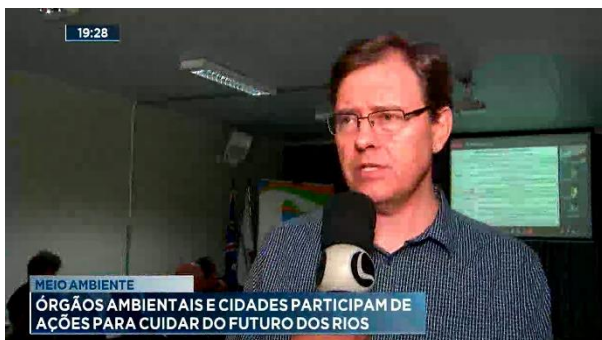 19:28
MEIO AMBIENTE
ÓRGÃOS AMBIENTAIS E CIDADES PARTICIPAM DE
AÇÕES PARA CUIDAR DO FUTURO DOS RIOS